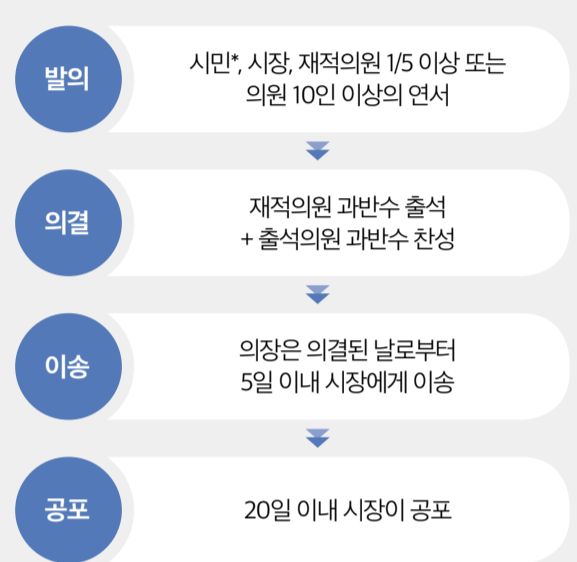 발의
시민*, 시장, 재적의원 1/5 이상 또는
의원 10인 이상의 연서
의결
재적의원 과반수 출석
+ 출석의원 과반수 찬성
이송
의장은 의결된 날로부터
5일 이내 시장에게 이송
공포
20일 이내 시장이 공포